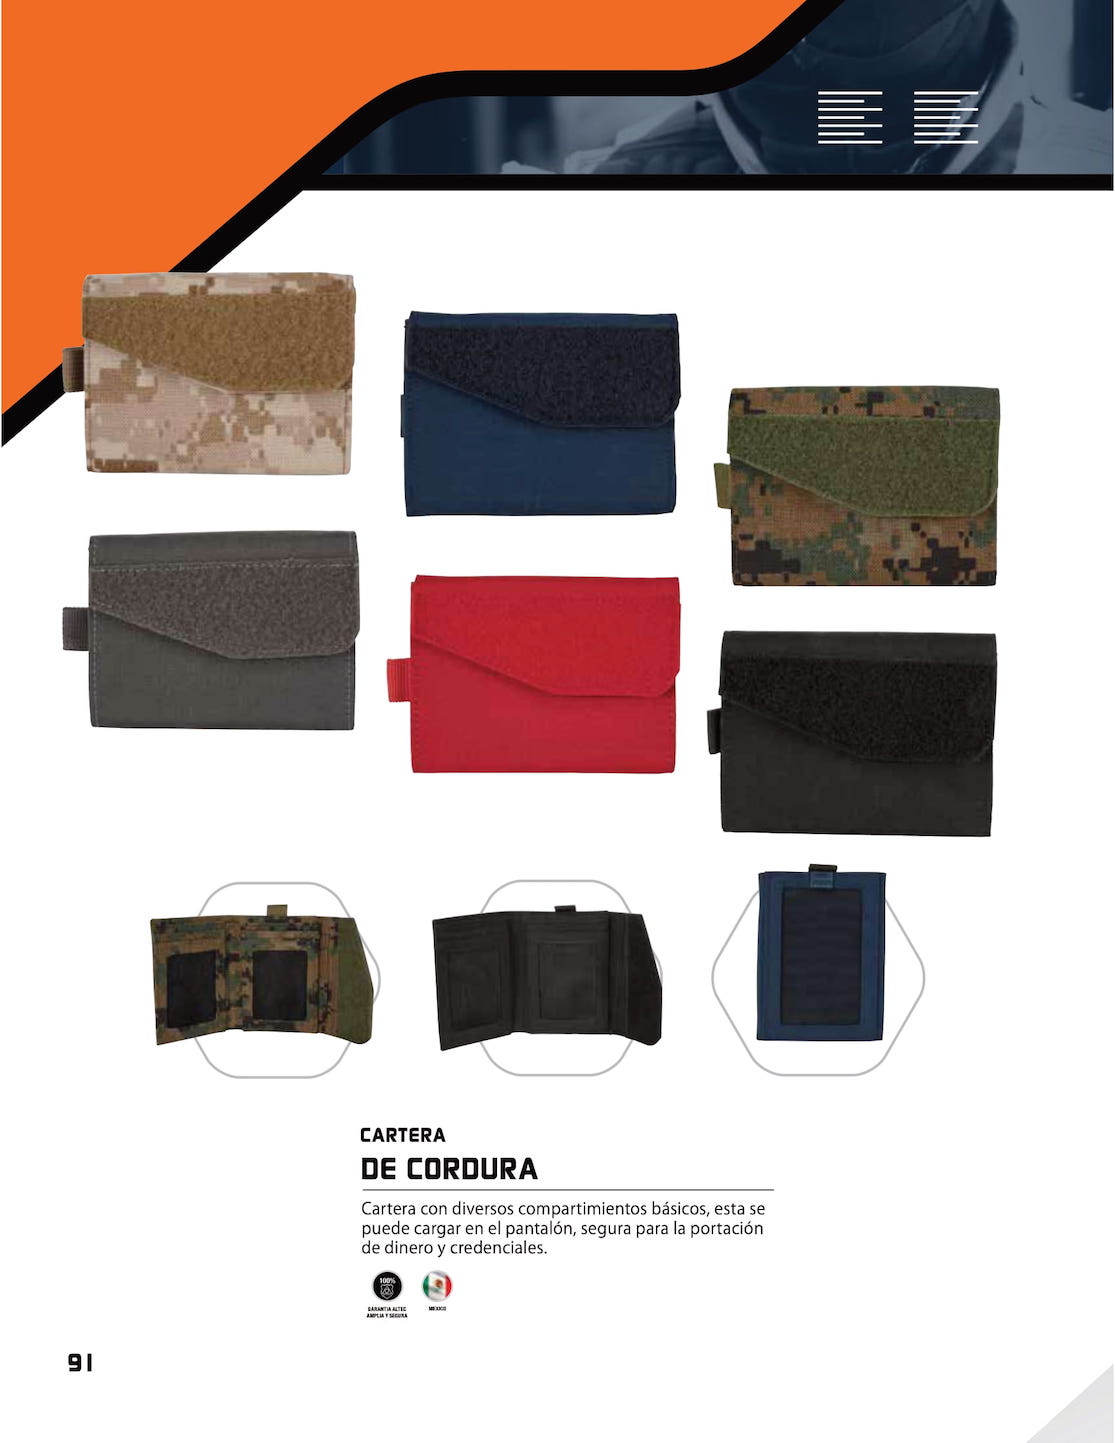 CARTERA
DE CORDURA
Cartera con diversos compartimientos básicos, esta se
puede cargar en el pantalón, segura para la portación
de dinero y credenciales.
100%
GARANTIA ALTEC
AMPLIA Y SEGURA
MEXICO
91